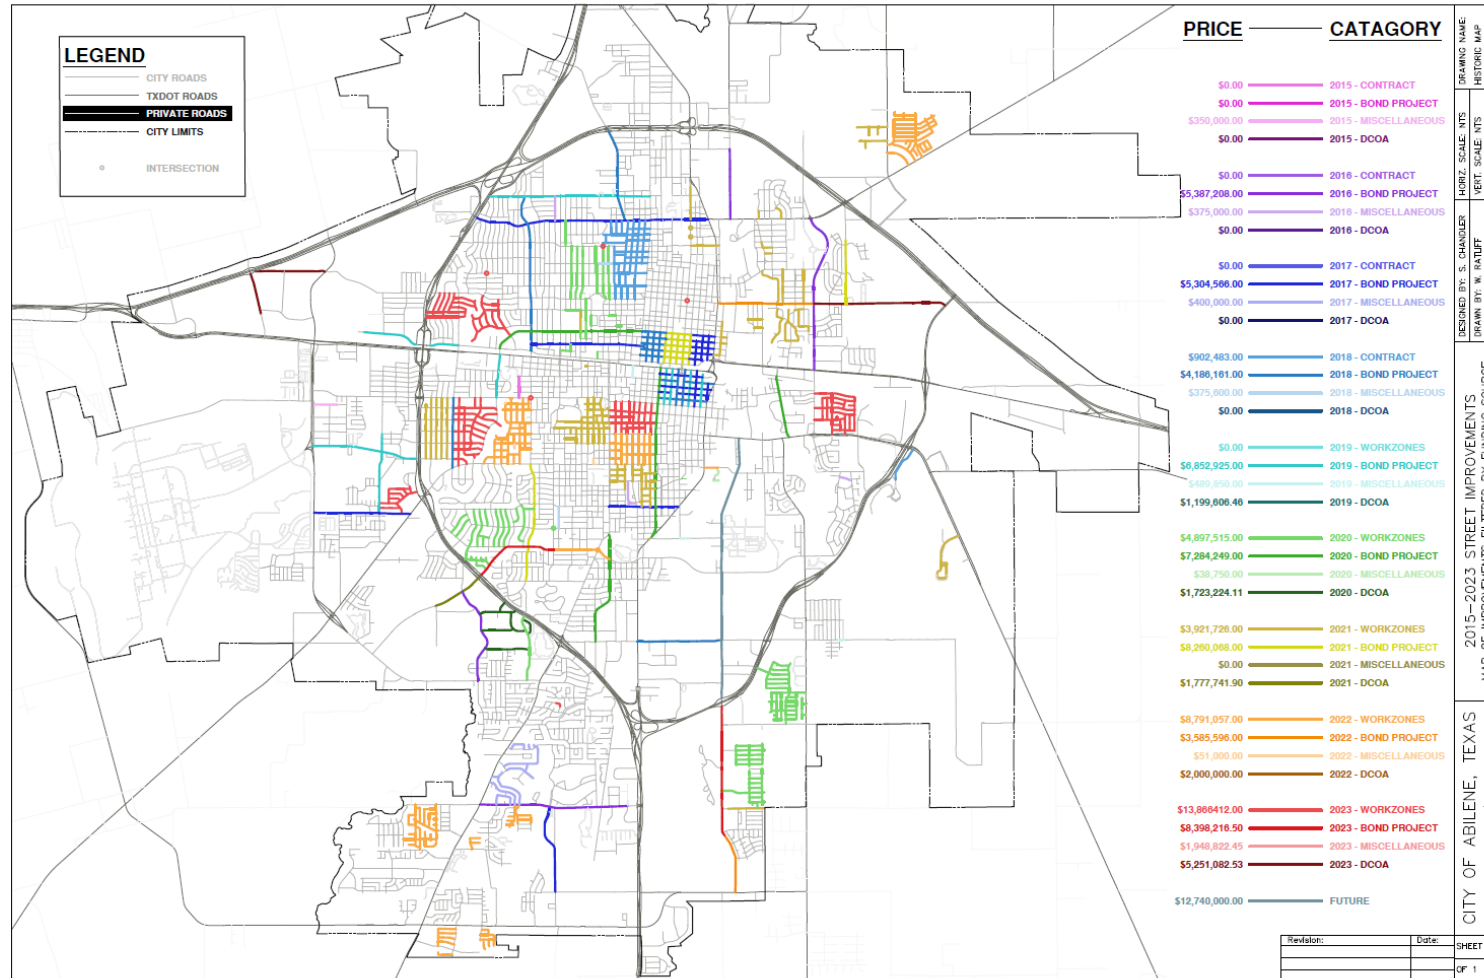 LEGEND
CITY ROADS
TXDOT ROADS
PRIVATE ROADS
CITY LIMITS
INTERSECTION
PRICE CATAGORY
$0.00 2015 - CONTRACT
$0.00 2015 - BOND PROJECT
$350,000.00 2015 - MISCELLANEOUS
$0.00 2015 - DCOA
$0.00 2016 - CONTRACT
$5,387,208.00 2016 - BOND PROJECT
$375,000.00 2016 - MISCELLANEOUS
$0.00 2016 - DCOA
$0.00 2017 - CONTRACT
$5,304,566.00 2017 - BOND PROJECT
$400,000.00 2017 - MISCELLANEOUS
$0.00 2017 - DCOA
$902,483.00 2018 - CONTRACT
$4,186,161.00 2018 - BOND PROJECT
$375,600.00 2018 - MISCELLANEOUS
$0.00 2018 - DCOA
$0.00 2019 - WORKZONES
$6,852,925.00 2019 - BOND PROJECT
2019 - MISCELLANEOUS
$1,199,606.46 2019 - DCOA
$4,897,515.00 2020 - WORKZONES
$7,284,249.00 2020 - BOND PROJECT
$38,750.00 2020 - MISCELLANEOUS
$1,723,224.11 2020 - DCOA
$3,921,726.00 2021 - WORKZONES
$8,260,068.00 2021 - BOND PROJECT
$0.00 2021 - MISCELLANEOUS
$1,777,741.90 2021 - DCOA
$8,791,057.00 2022 - WORKZONES
$3,585,596.00 2022 - BOND PROJECT
$51,000.00 2022 - MISCELLANEOUS
$2,000,000.00 2022 - DCOA
$13,866412.00 2023 - WORKZONES
$8,398,216.50 2023 - BOND PROJECT
$1,948,822.45 2023 - MISCELLANEOUS
$5,251,082.53 2023 - DCOA
$12,740,000.00 FUTURE
DRAWING NAME:
HISTORIC MAP
HORIZ. SCALE: NTS
VERT. SCALE: NTS
DESIGNED BY: S. CHANDLER
DRAWN BY: W. RATLIFF
2015-2023 STREET IMPROVEMENTS
CITY OF ABILENE, TEXAS
Revision: Date:
SHEET
OF 1